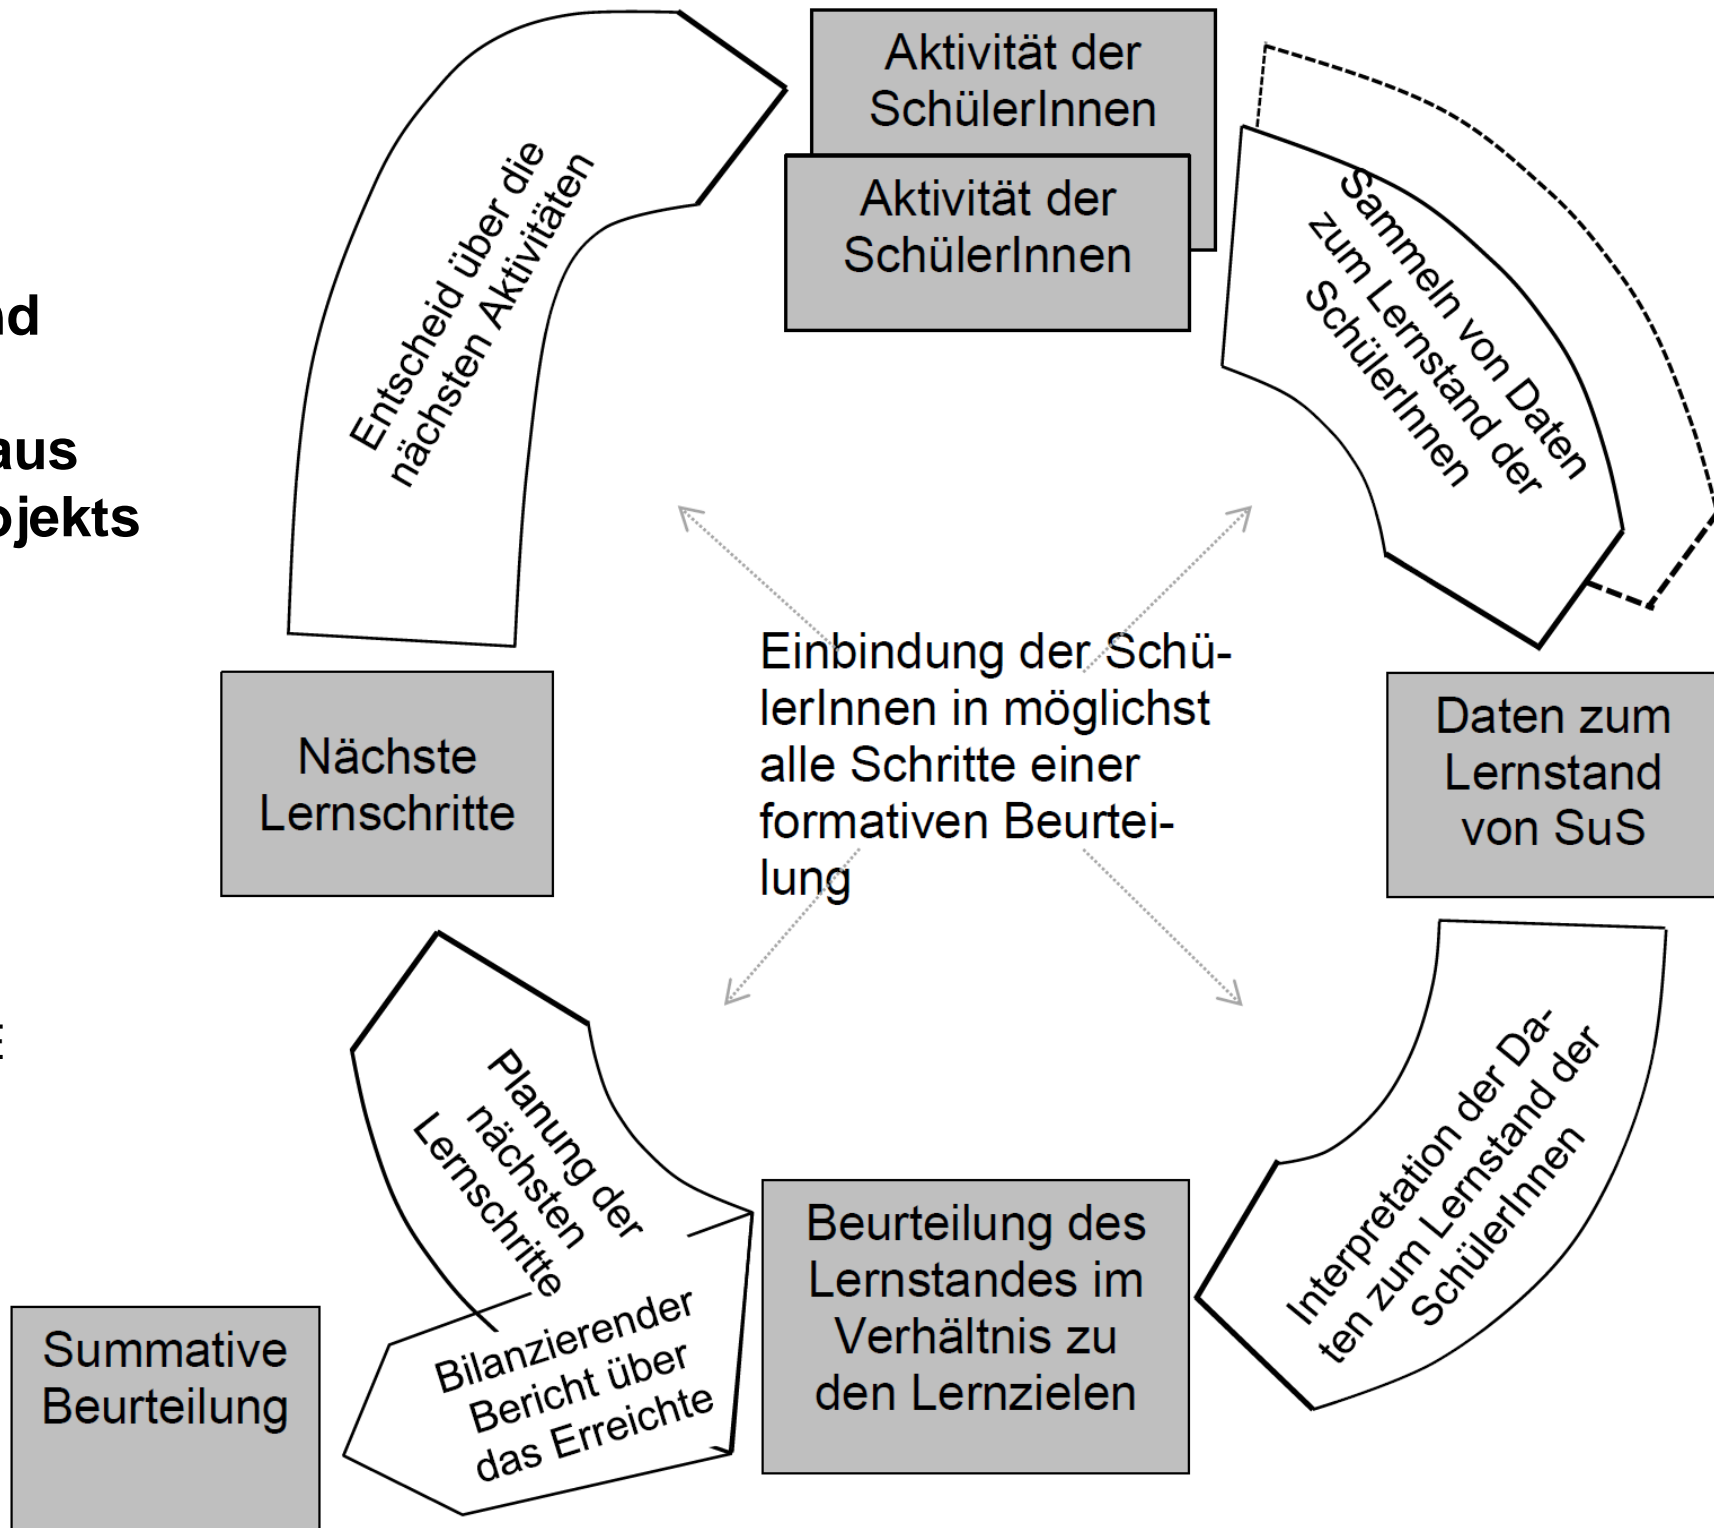 Aktivität der
SchülerInnen
Aktivität der
SchülerInnen
Entscheid über die
nächsten Aktivitäten
Sammeln von Daten
zum Lernstand der
SchülerInnen
nd
aus
ojekts
Einbindung der Schü-
lerInnen in möglichst
alle Schritte einer
formativen Beurtei-
lung
Nächste
Lernschritte
Daten zum
Lernstand
von SuS
E
Planung der
nächsten
Lernschritte
Interpretation der Da-
ten zum Lernstand der
SchülerInnen
Beurteilung des
Lernstandes im
Verhältnis zu
den Lernzielen
Bilanzierender
Bericht über
das Erreichte
Summative
Beurteilung